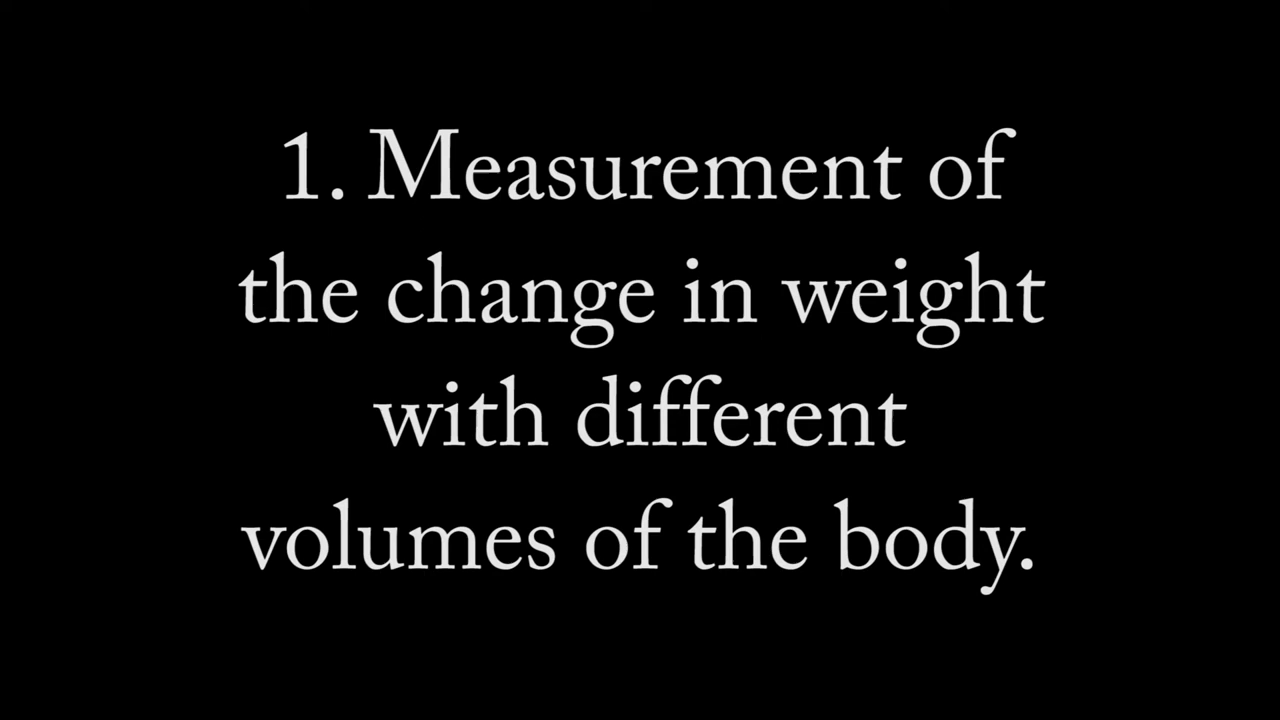 1. Measurement of
the change in weight
with different
volumes of the body.